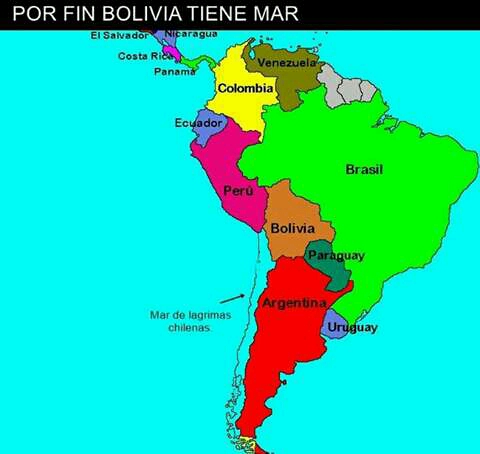 POR FIN BOLIVIA TIENE MAR
El Salvador
Nicaragua
Costa Rica
Panamá
Venezuela
Colombia
Ecuador
Brasil
Perú
Bolivia
Paraguay
Argentina
Mar de lagrimas
chilenas.
Uruguay